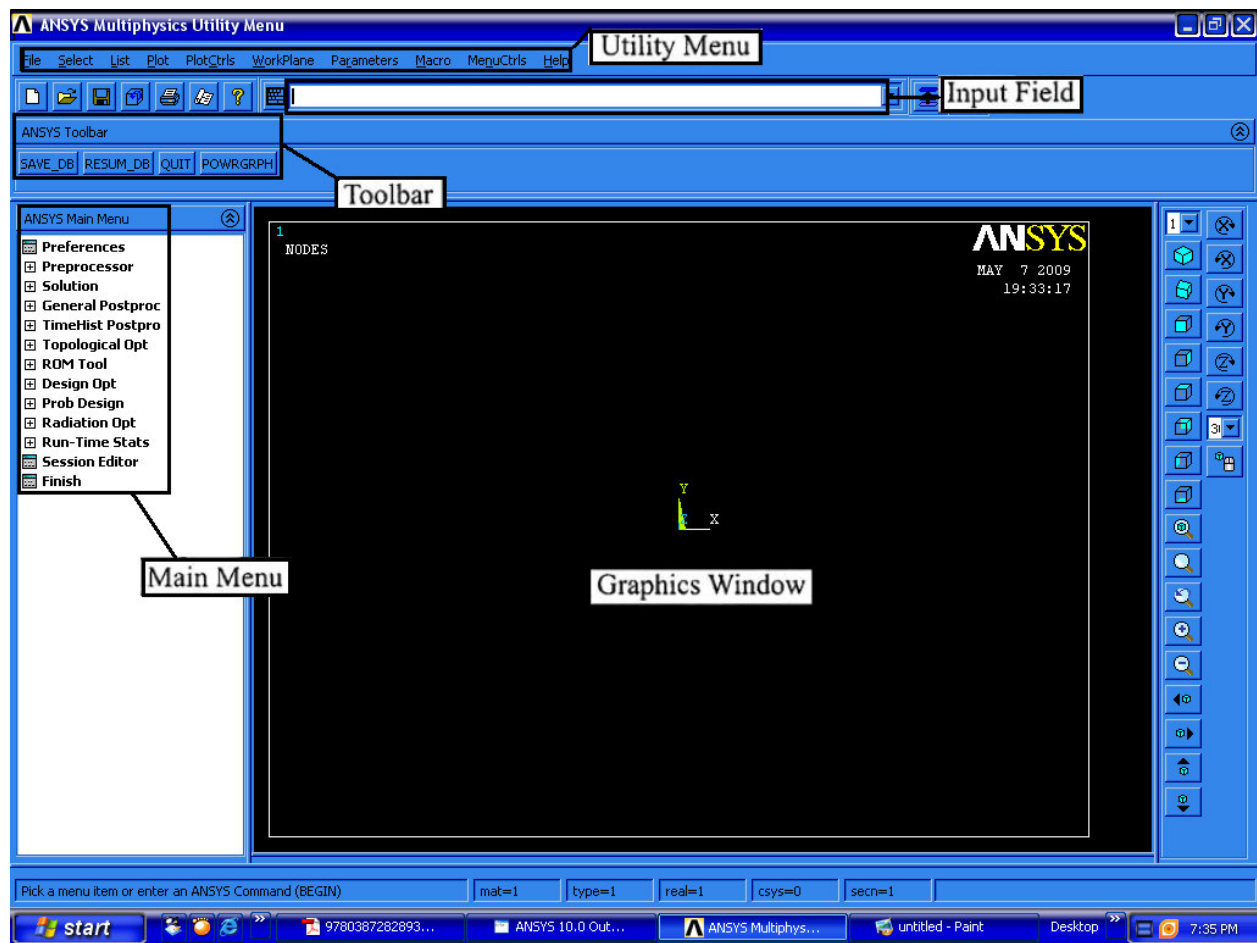 ANSYS Multiphysics Utility Menu
File Select List Plot PlotCtrls WorkPlane Parameters Macro MenuCtrls Help
Utility Menu
Input Field
ANSYS Toolbar
SAVE_DB RESUM_DB QUIT POWRGRPH
Toolbar
ANSYS Main Menu
Preferences
Preprocessor
Solution
General Postproc
TimeHist Postpro
Topological Opt
ROM Tool
Design Opt
Prob Design
Radiation Opt
Run-Time Stats
Session Editor
Finish
Main Menu
1
NODES
ANSYS
MAY 7 2009
19:33:17
Y
Z X
Graphics Window
1
X
X
Y
Y
Z
Z
Pick a menu item or enter an ANSYS Command (BEGIN) mat=1 type=1 real=1 csys=0 secn=1
start 9780387282893... ANSYS 10.0 Out... ANSYS Multiphys... untitled - Paint Desktop 7:35 PM